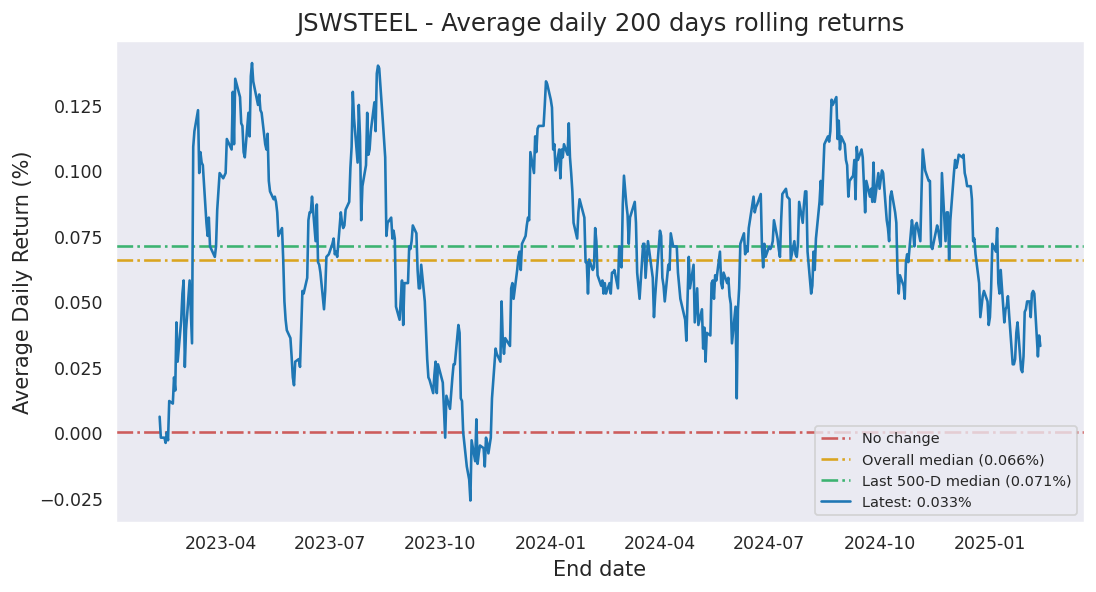 JSWSTEEL - Average daily 200 days rolling returns
Average Daily Return (%)
0.125
0.100
0.075
0.050
0.025
0.000
−0.025
2023-04 2023-07 2023-10 2024-01 2024-04 2024-07 2024-10 2025-01
End date
No change
Overall median (0.066%)
Last 500-D median (0.071%)
Latest: 0.033%